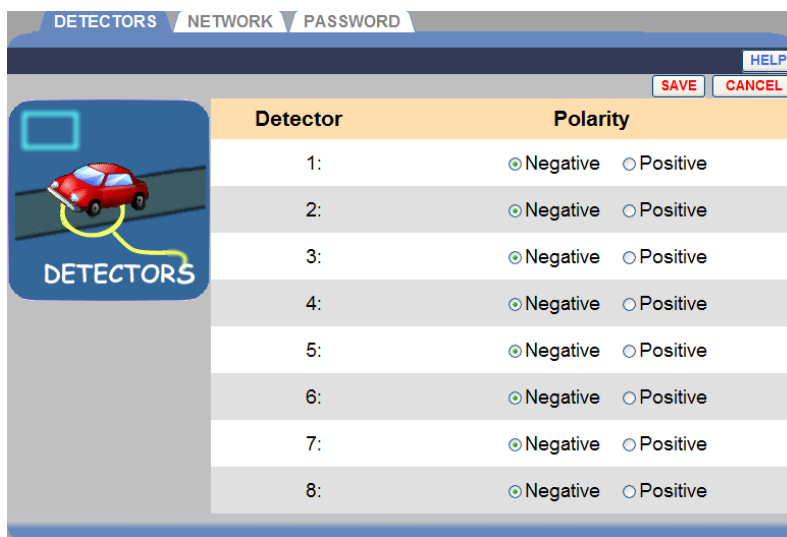 DETECTORS NETWORK PASSWORD
HELP
SAVE CANCEL
Detector Polarity
1: Negative Positive
2: Negative Positive
3: Negative Positive
DETECTORS
4: Negative Positive
5: Negative Positive
6: Negative Positive
7: Negative Positive
8: Negative Positive